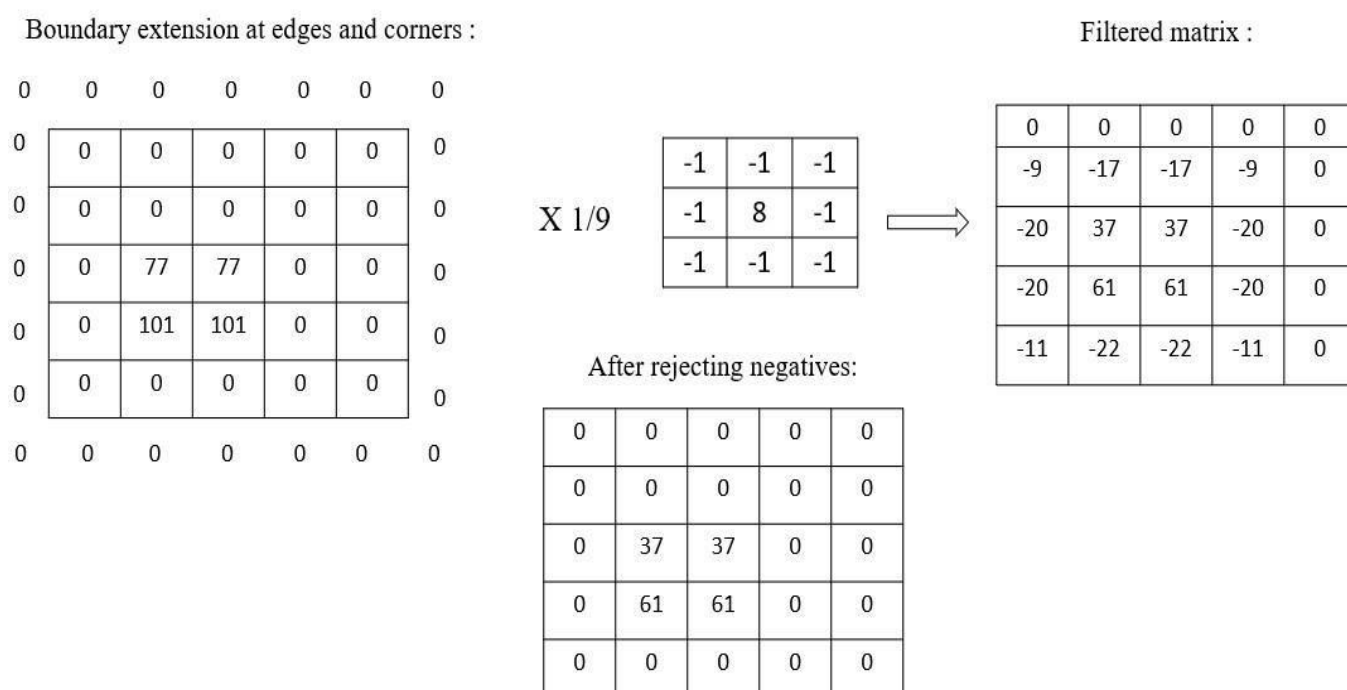 Boundary extension at edges and corners :
0 0 0 0 0 0 0
0 0 0 0 0 0 0
0 0 0 0 0 0 0
0 0 77 77 0 0 0
0 0 101 101 0 0 0
0 0 0 0 0 0 0
0 0 0 0 0 0 0
X 1/9
-1 -1 -1
-1 8 -1
-1 -1 -1
Filtered matrix :
0 0 0 0 0
-9 -17 -17 -9 0
-20 37 37 -20 0
-20 61 61 -20 0
-11 -22 -22 -11 0
After rejecting negatives:
0 0 0 0 0
0 0 0 0 0
0 37 37 0 0
0 61 61 0 0
0 0 0 0 0